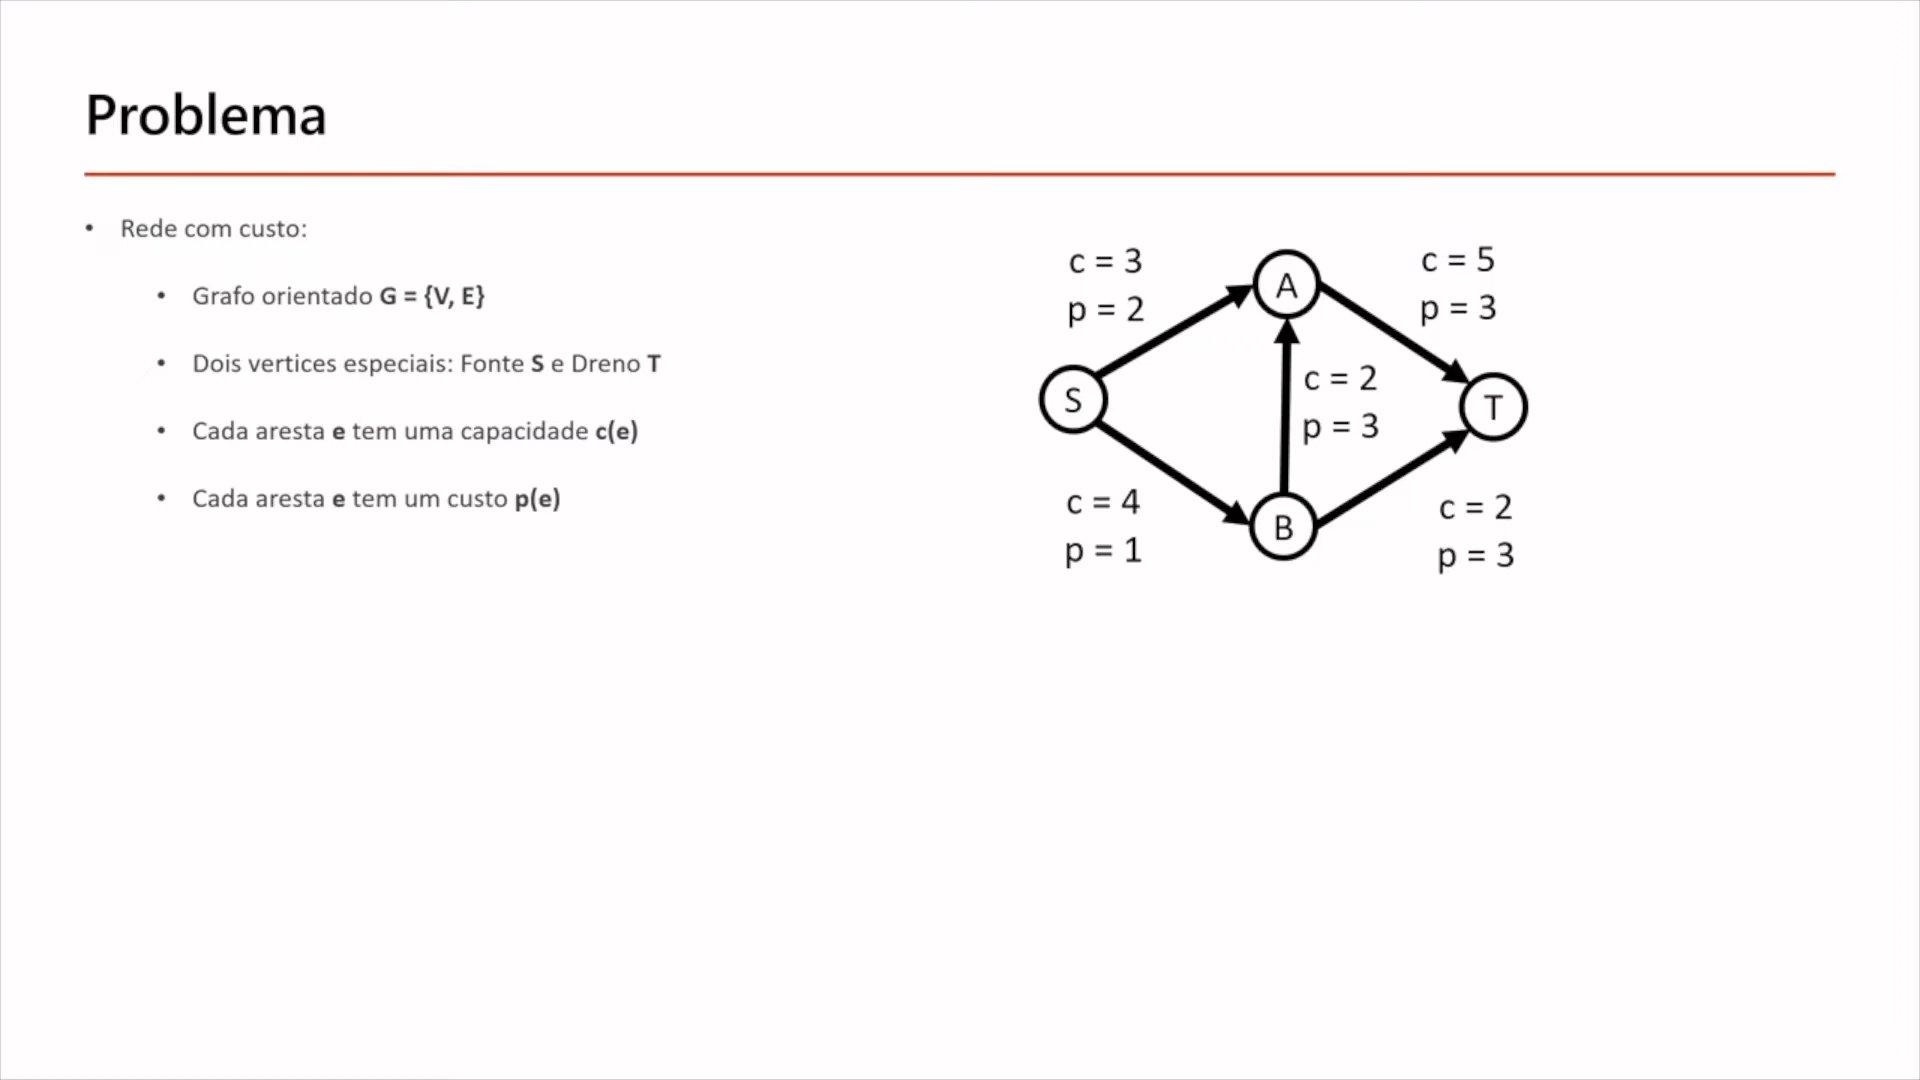 Problema
• Rede com custo:
• Grafo orientado G = {V, E}
• Dois vertices especiais: Fonte S e Dreno T
• Cada aresta e tem uma capacidade c(e)
• Cada aresta e tem um custo p(e)
c = 3
p = 2
A
c = 5
p = 3
S
c = 2
p = 3
T
c = 4
p = 1
B
c = 2
p = 3